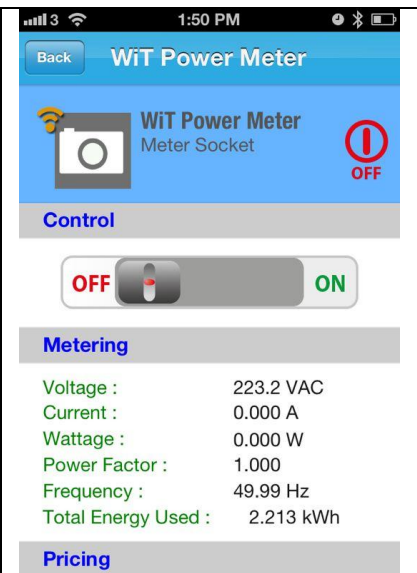 3 1:50 PM
Back WiT Power Meter
WiT Power Meter
Meter Socket
OFF
Control
OFF ON
Metering
Voltage : 223.2 VAC
Current : 0.000 A
Wattage : 0.000 W
Power Factor : 1.000
Frequency : 49.99 Hz
Total Energy Used : 2.213 kWh
Pricing